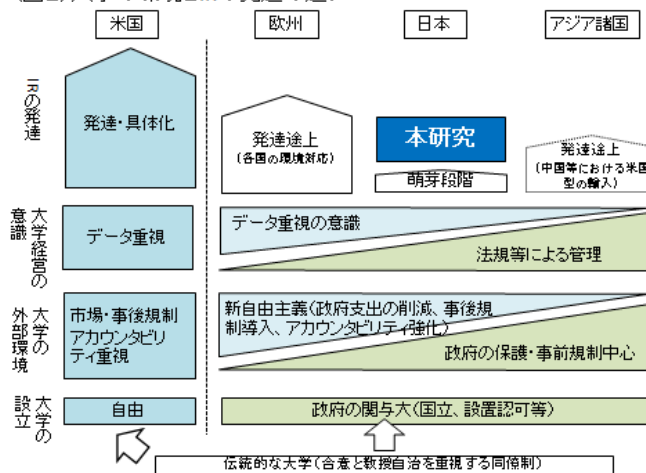 米国
欧州
日本
アジア諸国
IRの発達
発達・具体化
発達途上
(各国の環境対応)
本研究
萌芽段階
発達途上
(中国等における米国
型の輸入)
大学経営の
意識
データ重視
データ重視の意識
法規等による管理
大学の
外部環境
市場・事後規制
アカウンタビリ
ティ重視
新自由主義(政府支出の削減、事後規
制導入、アカウンタビリティ強化)
政府の保護・事前規制中心
大学の
設立
自由
政府の関与大(国立、設置認可等)
伝統的な大学(合意と教授自治を重視する同僚制)